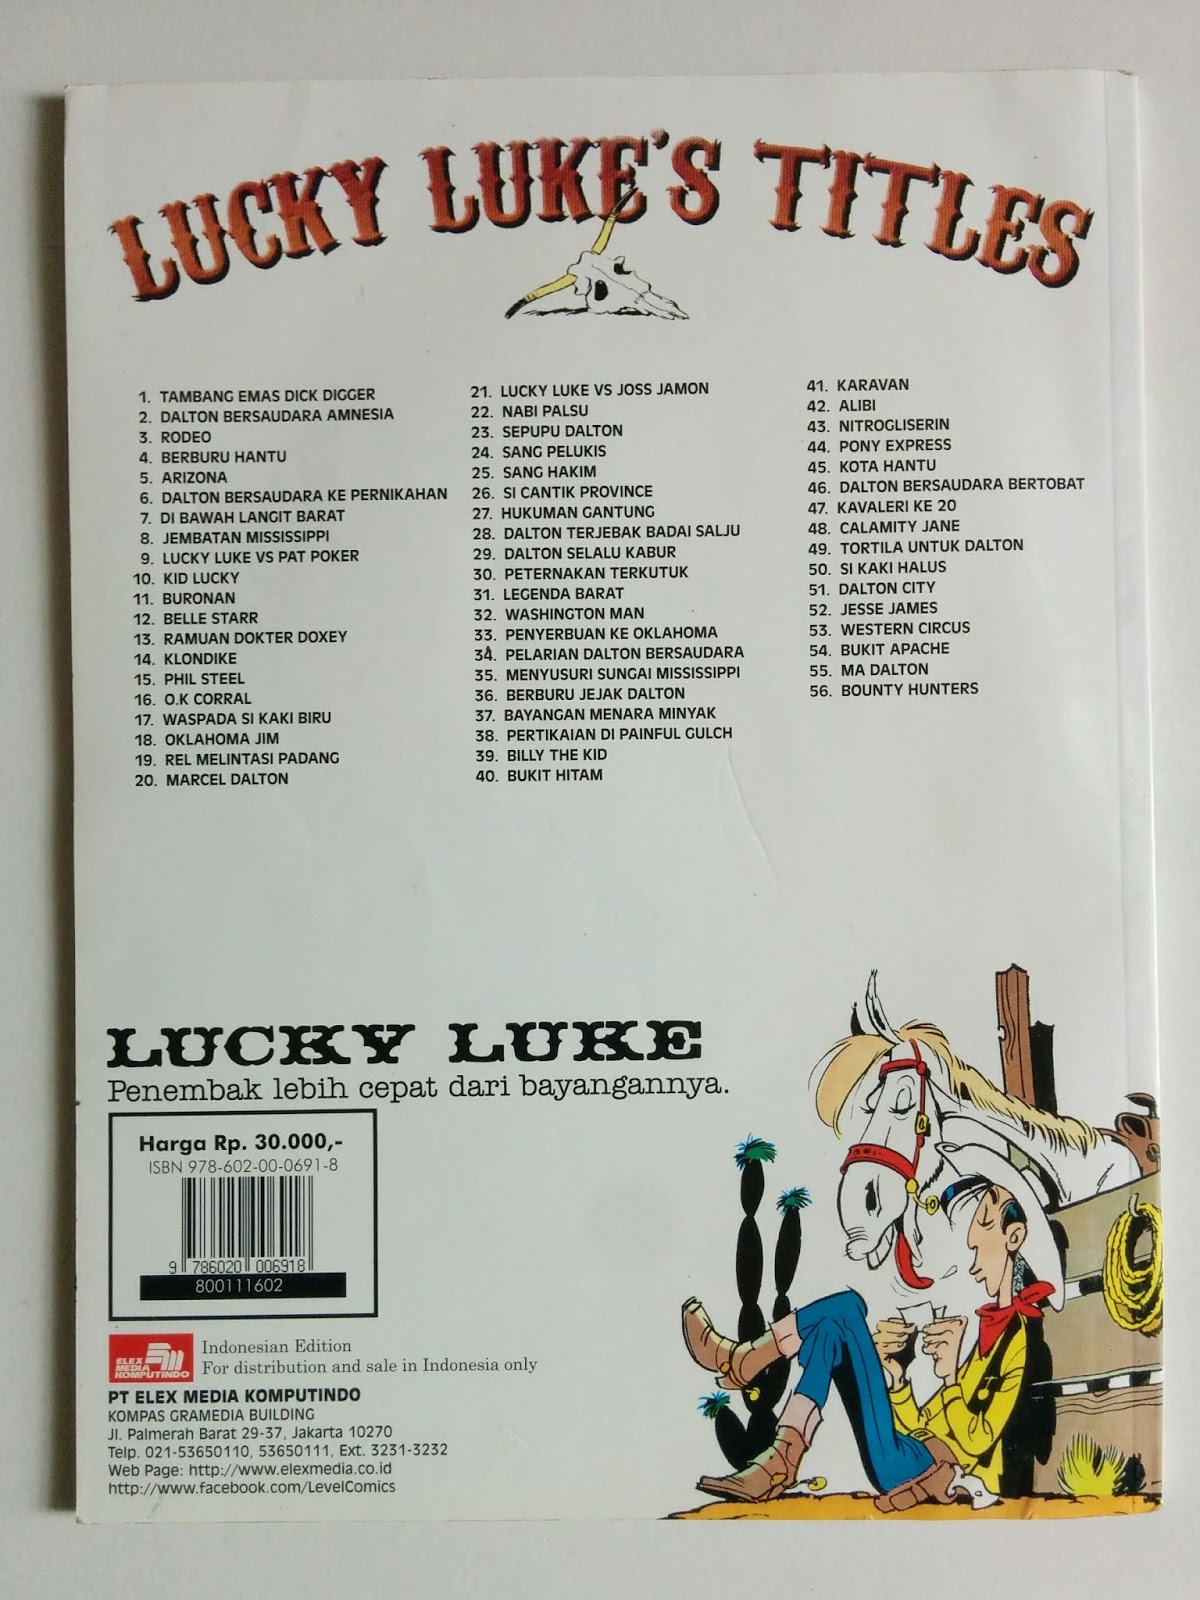 LUCKY LUKE'S TITLES
1. TAMBANG EMAS DICK DIGGER
2. DALTON BERSAUDARA AMNESIA
3. RODEO
4. BERBURU HANTU
5. ARIZONA
6. DALTON BERSAUDARA KE PERNIKAHAN
7. DI BAWAH LANGIT BARAT
8. JEMBATAN MISSISSIPPI
9. LUCKY LUKE VS PAT POKER
10. KID LUCKY
11. BURONAN
12. BELLE STARR
13. RAMUAN DOKTER DOXEY
14. KLONDIKE
15. PHIL STEEL
16. O.K CORRAL
17. WASPADA SI KAKI BIRU
18. OKLAHOMA JIM
19. REL MELINTASI PADANG
20. MARCEL DALTON
21. LUCKY LUKE VS JOSS JAMON
22. NABI PALSU
23. SEPUPU DALTON
24. SANG PELUKIS
25. SANG HAKIM
26. SI CANTIK PROVINCE
27. HUKUMAN GANTUNG
28. DALTON TERJEBAK BADAI SALJU
29. DALTON SELALU KABUR
30. PETERNAKAN TERKUTUK
31. LEGENDA BARAT
32. WASHINGTON MAN
33. PENYERBUAN KE OKLAHOMA
34. PELARIAN DALTON BERSAUDARA
35. MENYUSURI SUNGAI MISSISSIPPI
36. BERBURU JEJAK DALTON
37. BAYANGAN MENARA MINYAK
38. PERTIKAIAN DI PAINFUL GULCH
39. BILLY THE KID
40. BUKIT HITAM
41. KARAVAN
42. ALIBI
43. NITROGLISERIN
44. PONY EXPRESS
45. KOTA HANTU
46. DALTON BERSAUDARA BERTOBAT
47. KAVALERI KE 20
48. CALAMITY JANE
49. TORTILA UNTUK DALTON
50. SI KAKI HALUS
51. DALTON CITY
52. JESSE JAMES
53. WESTERN CIRCUS
54. BUKIT APACHE
55. MA DALTON
56. BOUNTY HUNTERS
LUCKY LUKE
Penembak lebih cepat dari bayangannya.
Harga Rp. 30.000,-
ISBN 978-602-00-0691-8
9 786020 006918
800111602
ELEX MEDIA KOMPUTINDO
Indonesian Edition
For distribution and sale in Indonesia only
PT ELEX MEDIA KOMPUTINDO
KOMPAS GRAMEDIA BUILDING
Jl. Palmerah Barat 29-37, Jakarta 10270
Telp. 021-53650110, 53650111, Ext. 3231-3232
Web Page: http://www.elexmedia.co.id
http://www.facebook.com/LevelComics